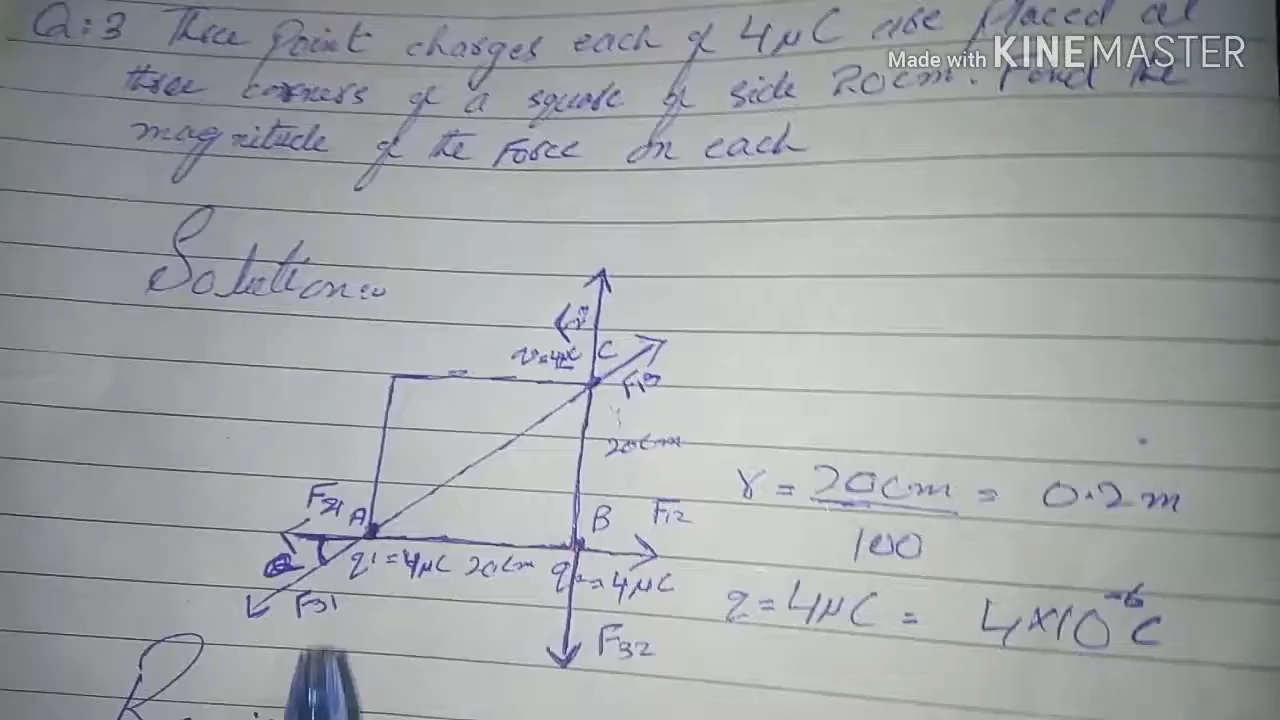 Q:3 Three Point charges each of 4μC are Placed at
Made with KINEMASTER
three corners of a square of side 20cm. Find the
magnitude of the Force on each
Solution:
C
q=4μC
F13
20cm
F21
A
B
F12
θ
q1=4μC
20cm
q2=4μC
F31
F32
r = 20cm = 0.2m
100
q = 4μC = 4×10^-6 C